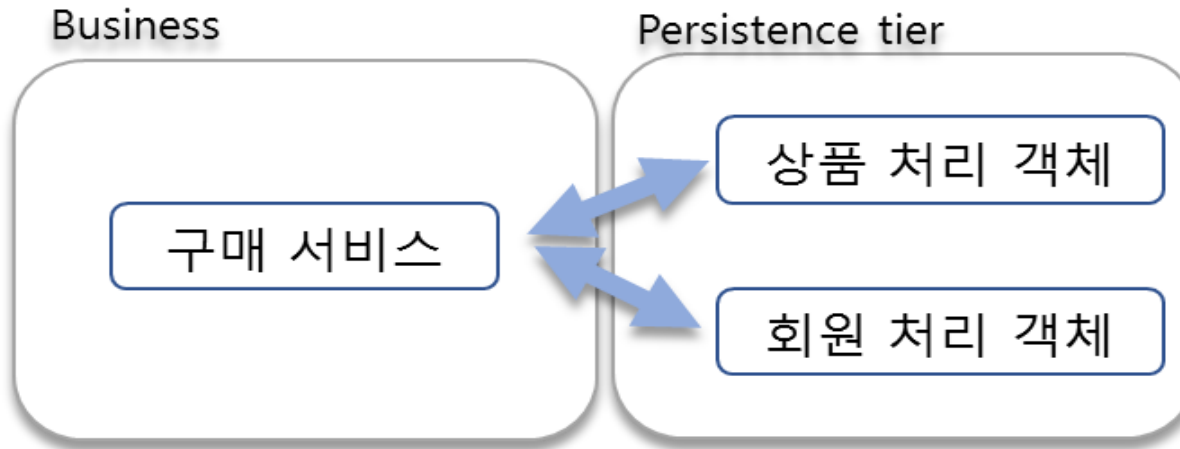 Business
Persistence tier
구매 서비스
상품 처리 객체
회원 처리 객체